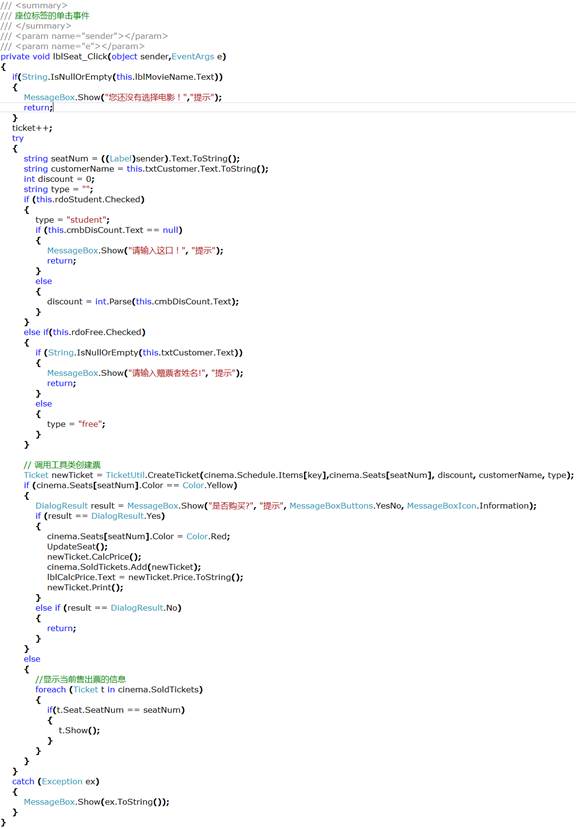 /// <summary>
/// 座位标签的单击事件
/// </summary>
/// <param name="sender"></param>
/// <param name="e"></param>
private void lblSeat_Click(object sender,EventArgs e)
{
if(String.IsNullOrEmpty(this.lblMovieName.Text))
{
MessageBox.Show("您还没有选择电影！","提示");
return;
}
ticket++;
try
{
string seatNum = ((Label)sender).Text.ToString();
string customerName = this.txtCustomer.Text.ToString();
int discount = 0;
string type = "";
if (this.rdoStudent.Checked)
{
type = "student";
if (this.cmbDisCount.Text == null)
{
MessageBox.Show("请输入这口！", "提示");
return;
}
else
{
discount = int.Parse(this.cmbDisCount.Text);
}
}
else if(this.rdoFree.Checked)
{
if (String.IsNullOrEmpty(this.txtCustomer.Text))
{
MessageBox.Show("请输入赠票者姓名!", "提示");
return;
}
else
{
type = "free";
}
}
// 调用工具类创建票
Ticket newTicket = TicketUtil.CreateTicket(cinema.Schedule.Items[key],cinema.Seats[seatNum], discount, customerName, type);
if (cinema.Seats[seatNum].Color == Color.Yellow)
{
DialogResult result = MessageBox.Show("是否购买?", "提示", MessageBoxButtons.YesNo, MessageBoxIcon.Information);
if (result == DialogResult.Yes)
{
cinema.Seats[seatNum].Color = Color.Red;
UpdateSeat();
newTicket.CalcPrice();
cinema.SoldTickets.Add(newTicket);
lblCalcPrice.Text = newTicket.Price.ToString();
newTicket.Print();
}
else if (result == DialogResult.No)
{
return;
}
}
else
{
//显示当前售出票的信息
foreach (Ticket t in cinema.SoldTickets)
{
if(t.Seat.SeatNum == seatNum)
{
t.Show();
}
}
}
}
catch (Exception ex)
{
MessageBox.Show(ex.ToString());
}
}